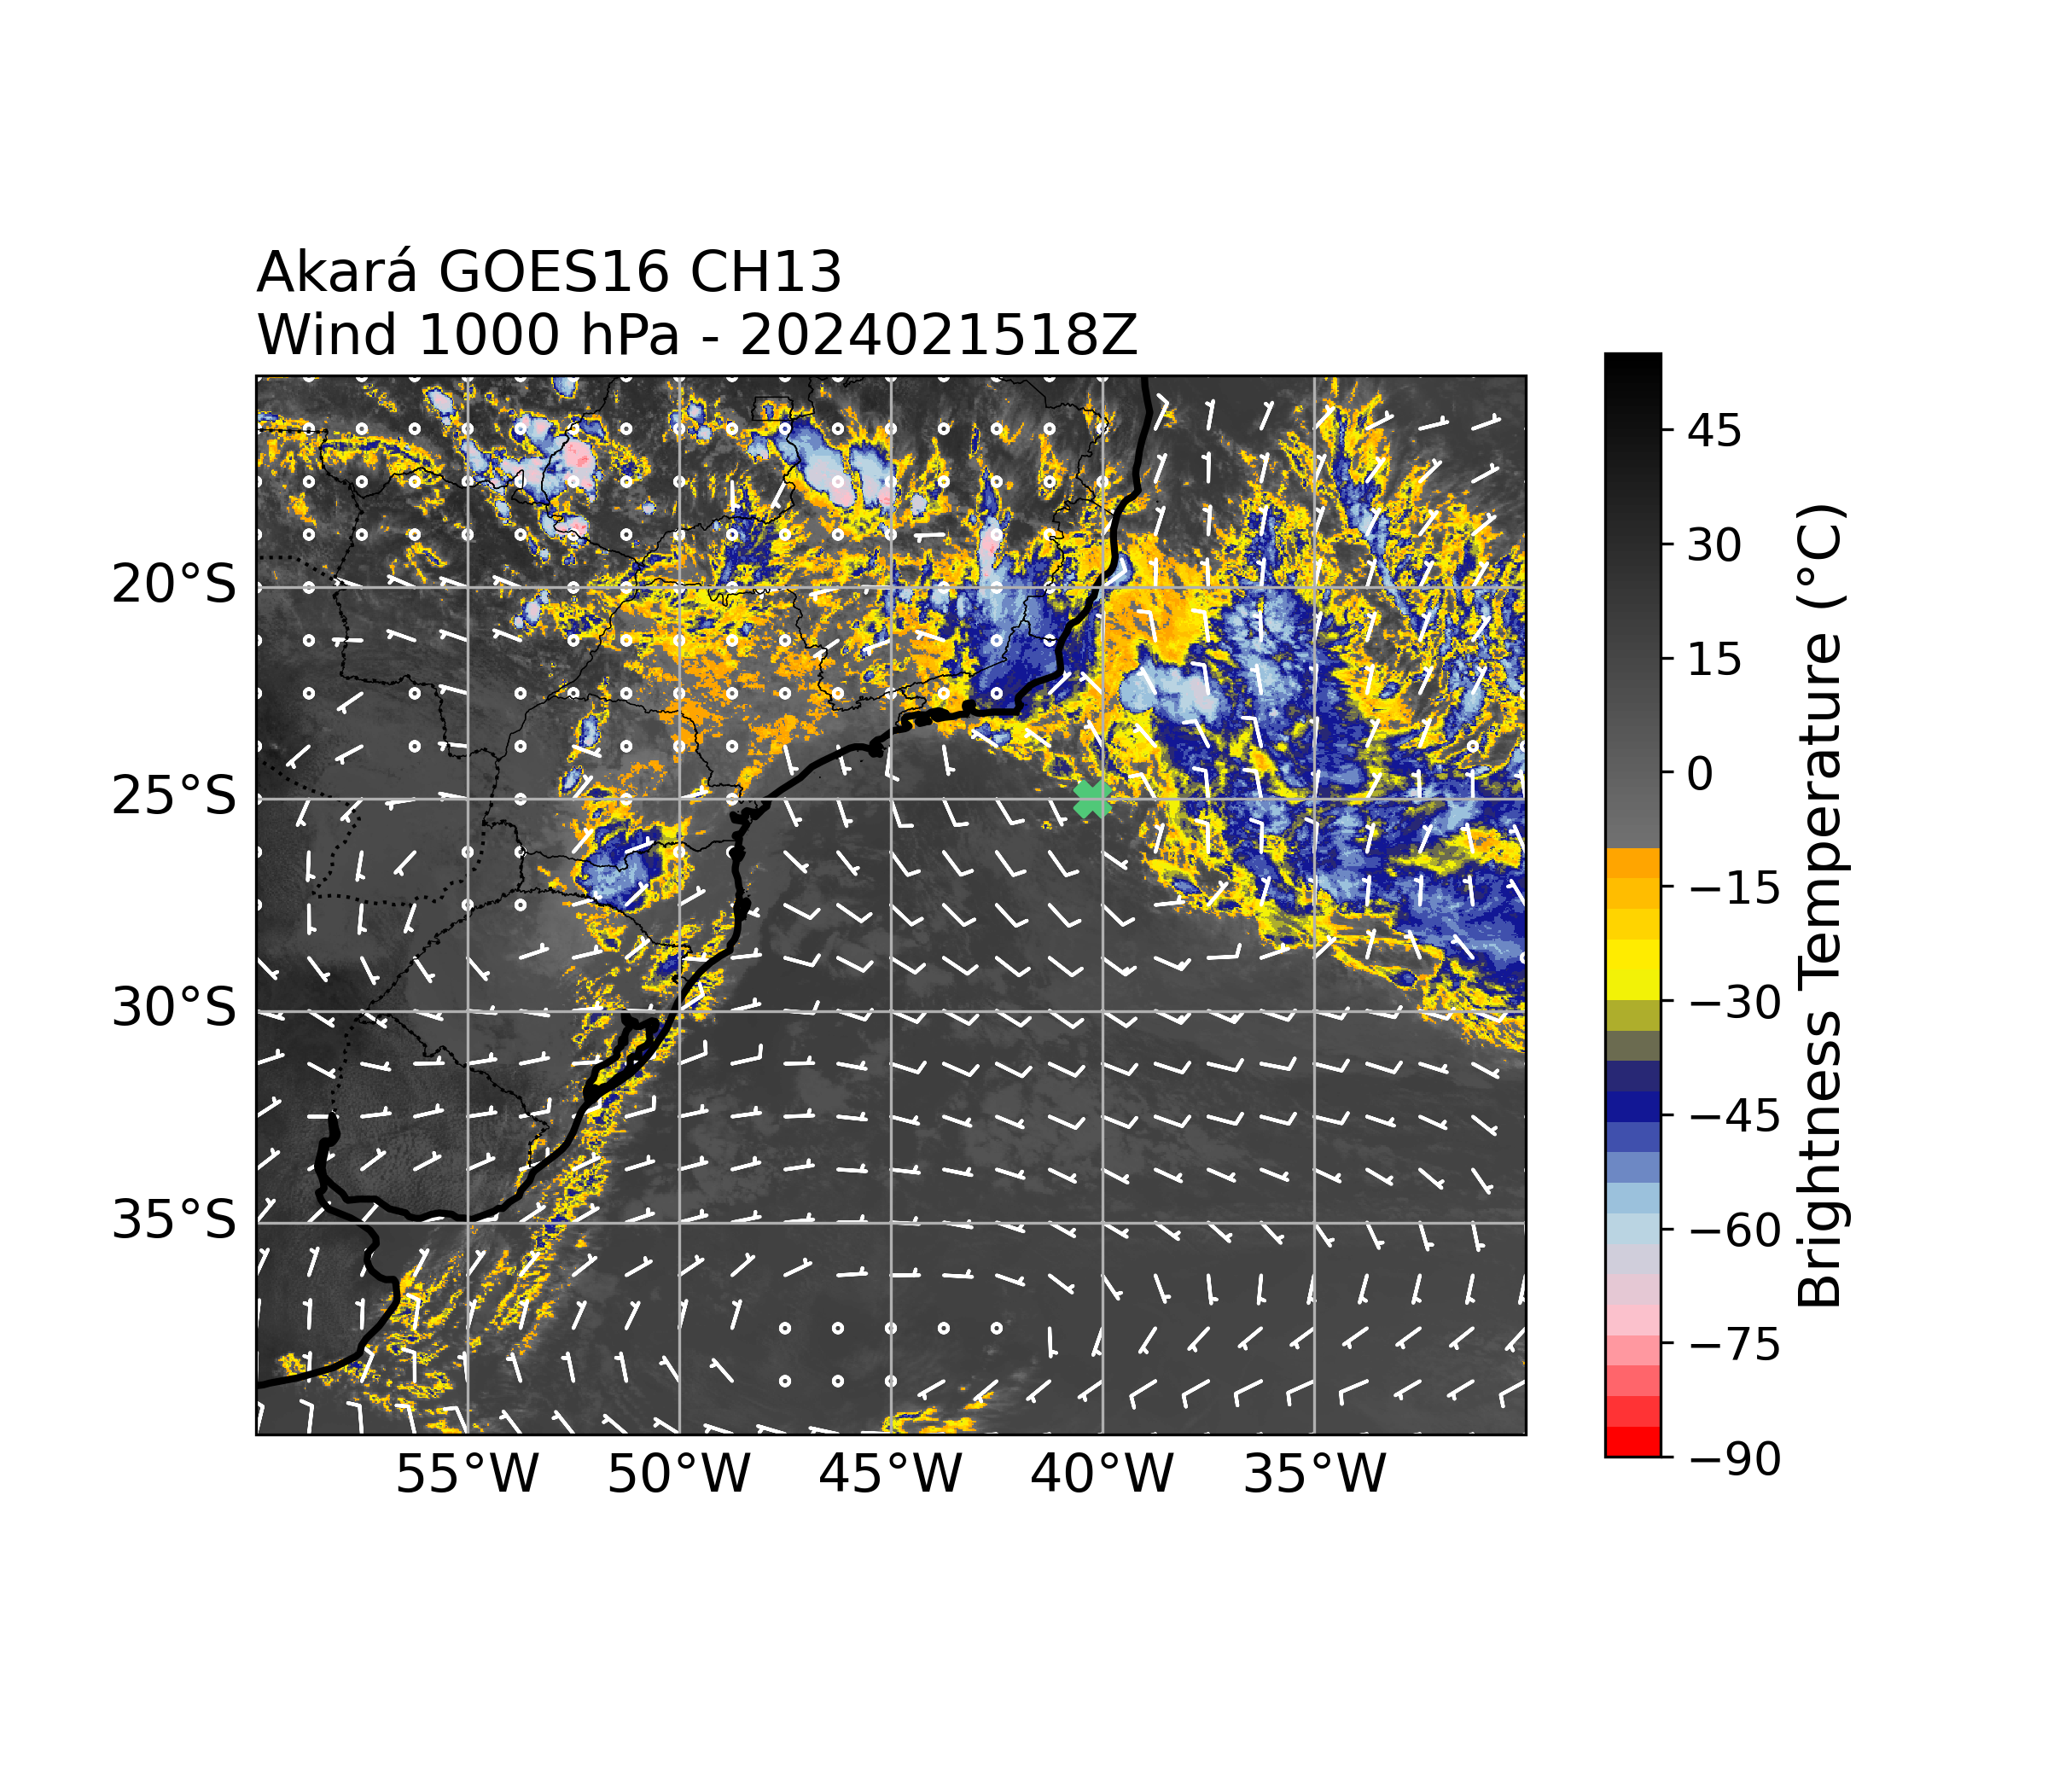 Akará GOES16 CH13
Wind 1000 hPa - 2024021518Z
20°S
25°S
30°S
35°S
55°W
50°W
45°W
40°W
35°W
45
30
15
0
−15
−30
−45
−60
−75
−90
Brightness Temperature (°C)